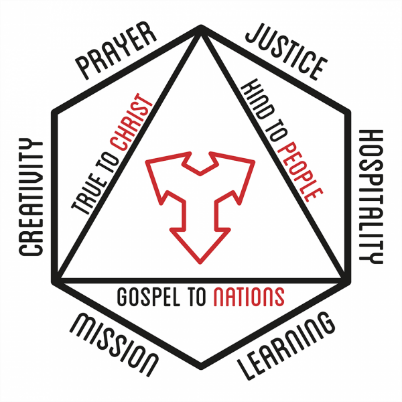 PRAYER
JUSTICE
CREATIVITY
HOSPITALITY
MISSION
LEARNING
TRUE TO CHRIST
KIND TO PEOPLE
GOSPEL TO NATIONS